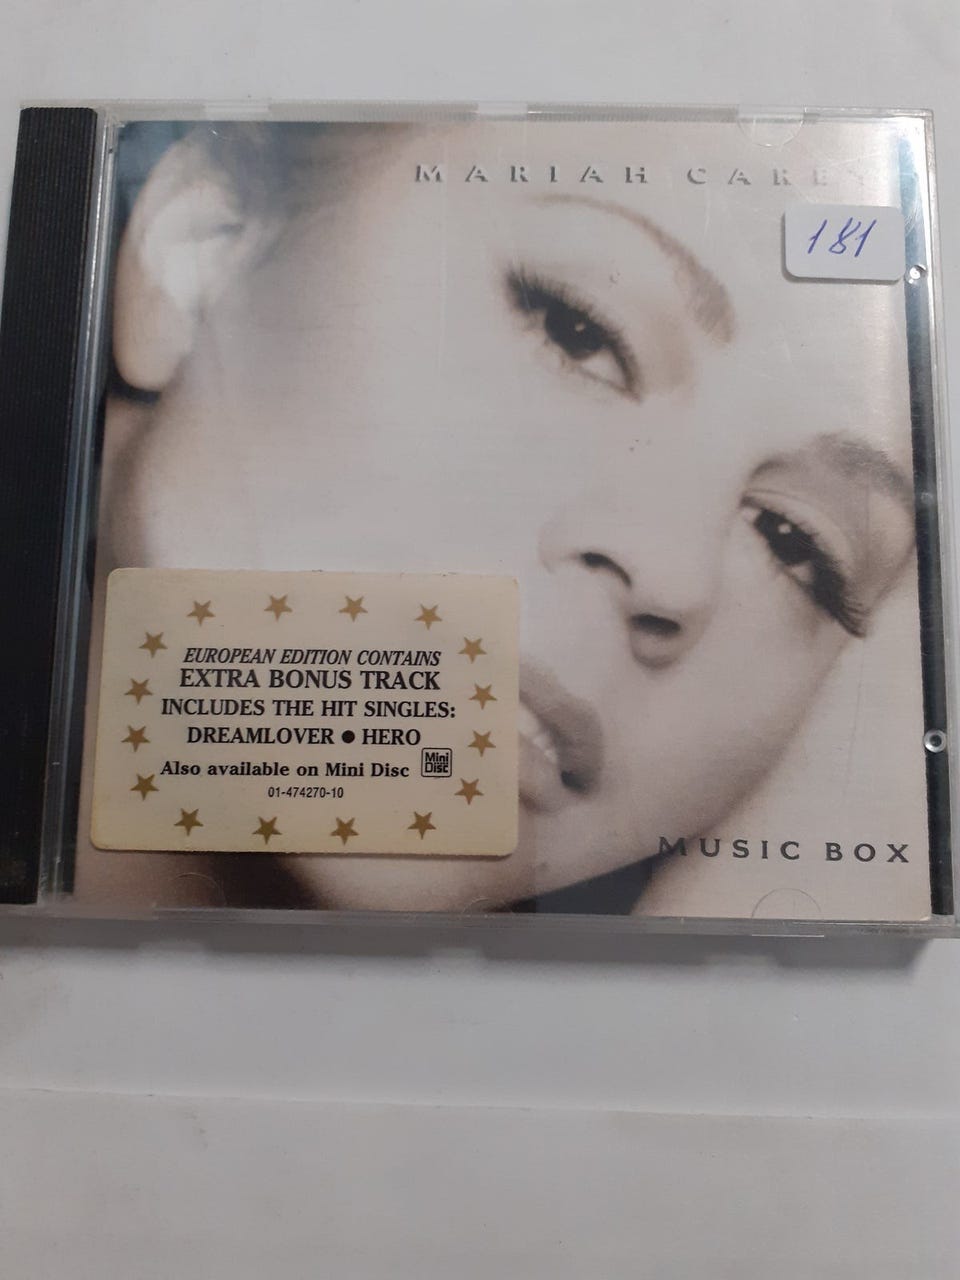 MARIAH CAREY
181
EUROPEAN EDITION CONTAINS
EXTRA BONUS TRACK
INCLUDES THE HIT SINGLES:
DREAMLOVER ● HERO
Also available on Mini Disc
Mini
Disc
01-474270-10
MUSIC BOX